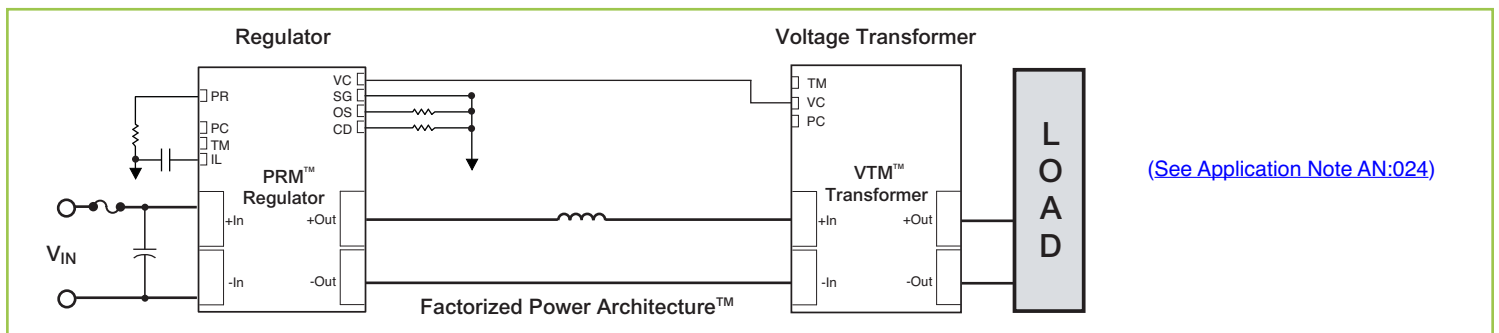 Regulator
Voltage Transformer
VC
SG
OS
CD
PR
PC
TM
IL
PRM™
Regulator
+In
-In
+Out
-Out
VIN
Factorized Power Architecture™
TM
VC
PC
VTM™
Transformer
+In
-In
+Out
-Out
L
O
A
D
(See Application Note AN:024)